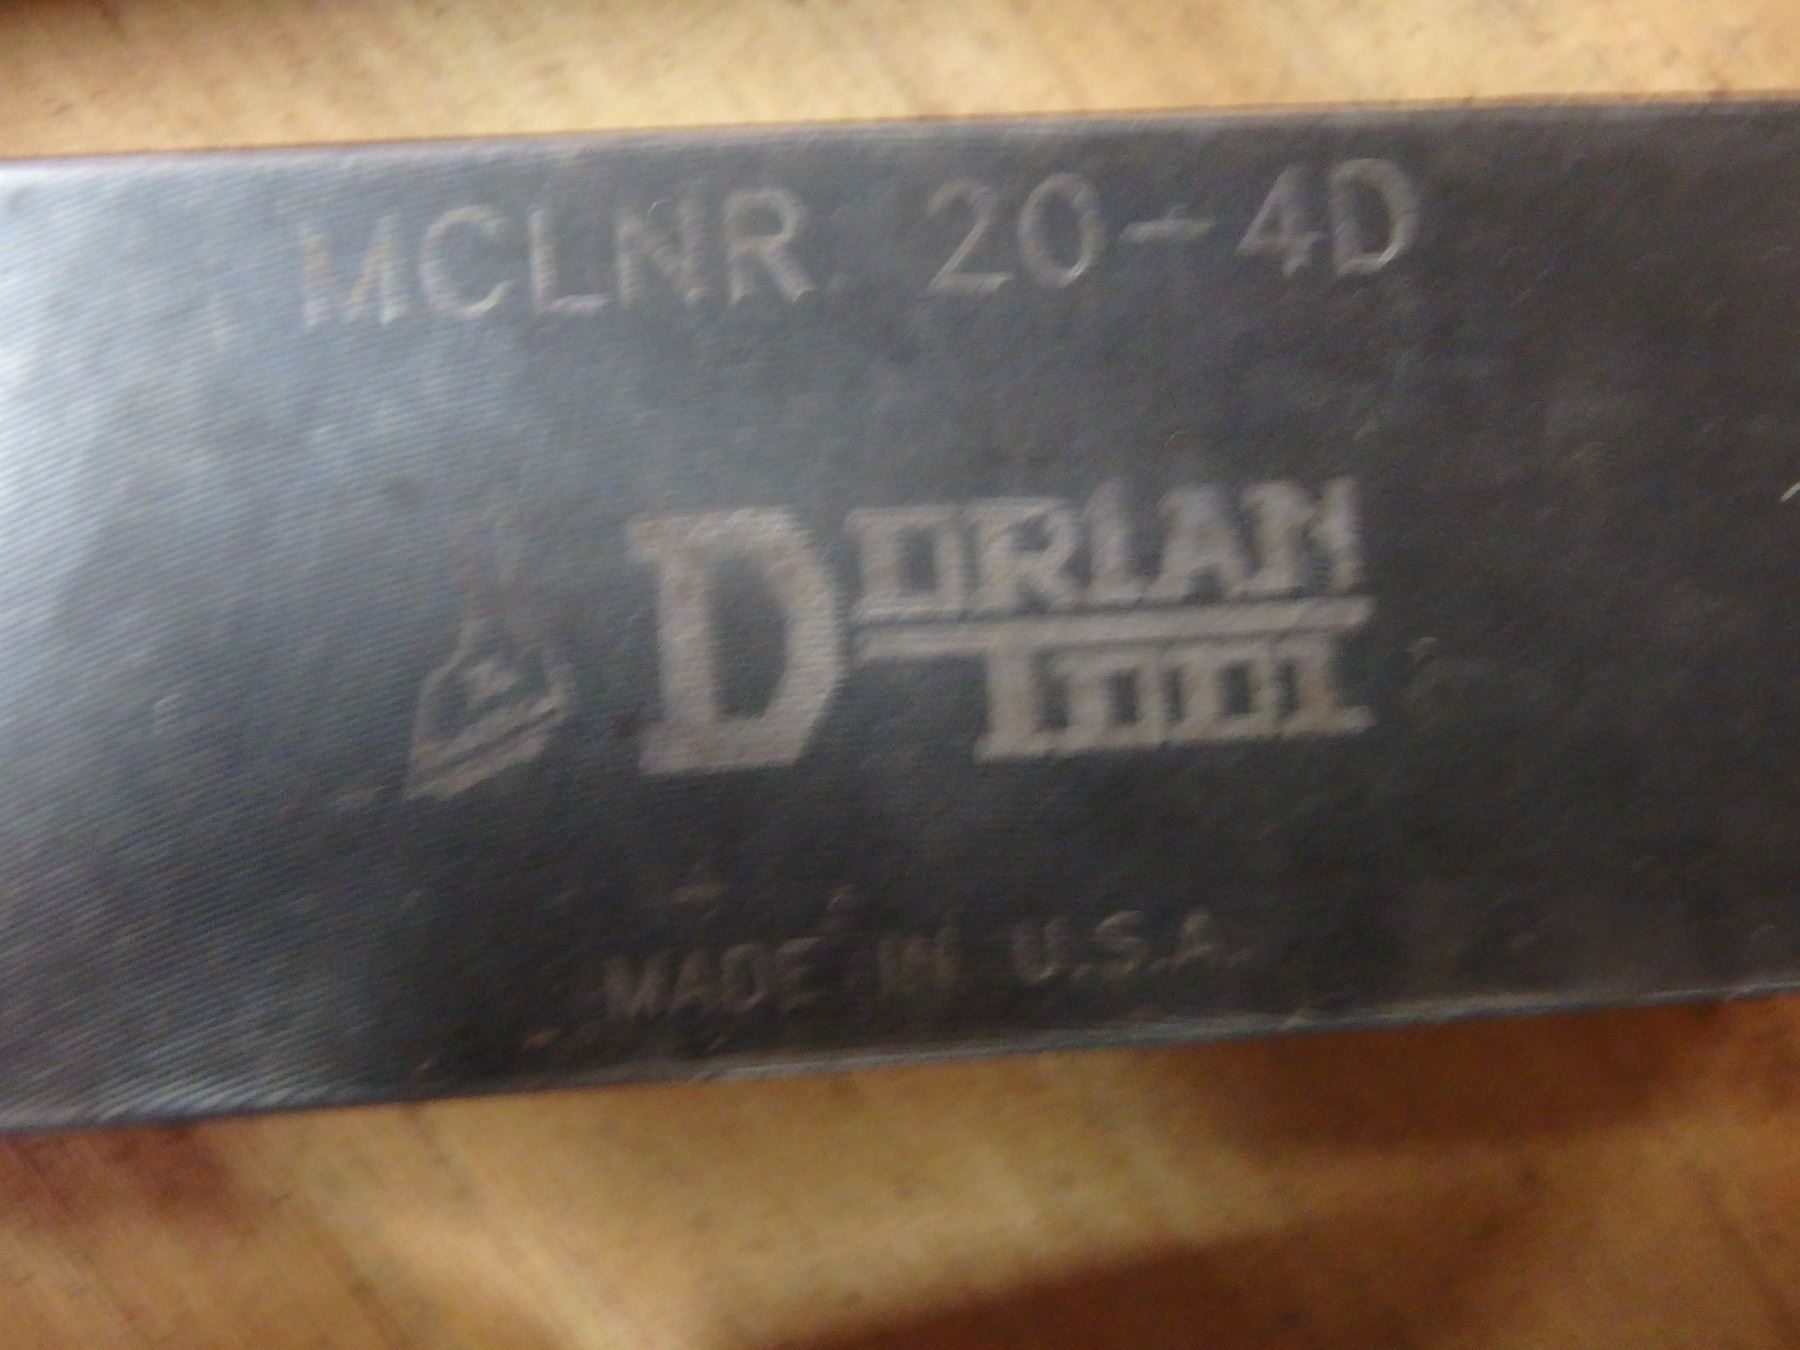 MCLNR 20-4D
DORIAN
TOOL
MADE IN U.S.A.